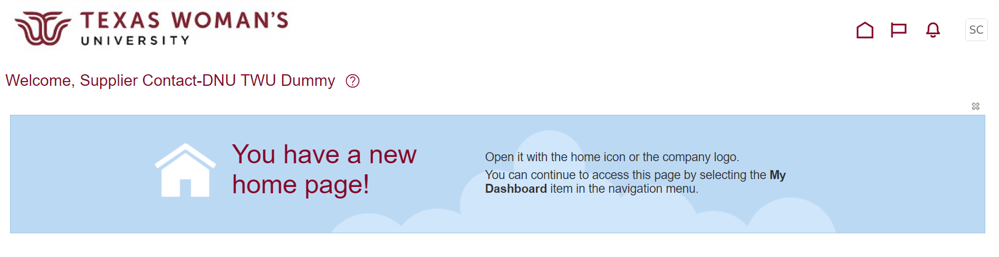 TEXAS WOMAN'S
UNIVERSITY
SC
Welcome, Supplier Contact-DNU TWU Dummy ?
You have a new
home page!
Open it with the home icon or the company logo.
You can continue to access this page by selecting the My
Dashboard item in the navigation menu.